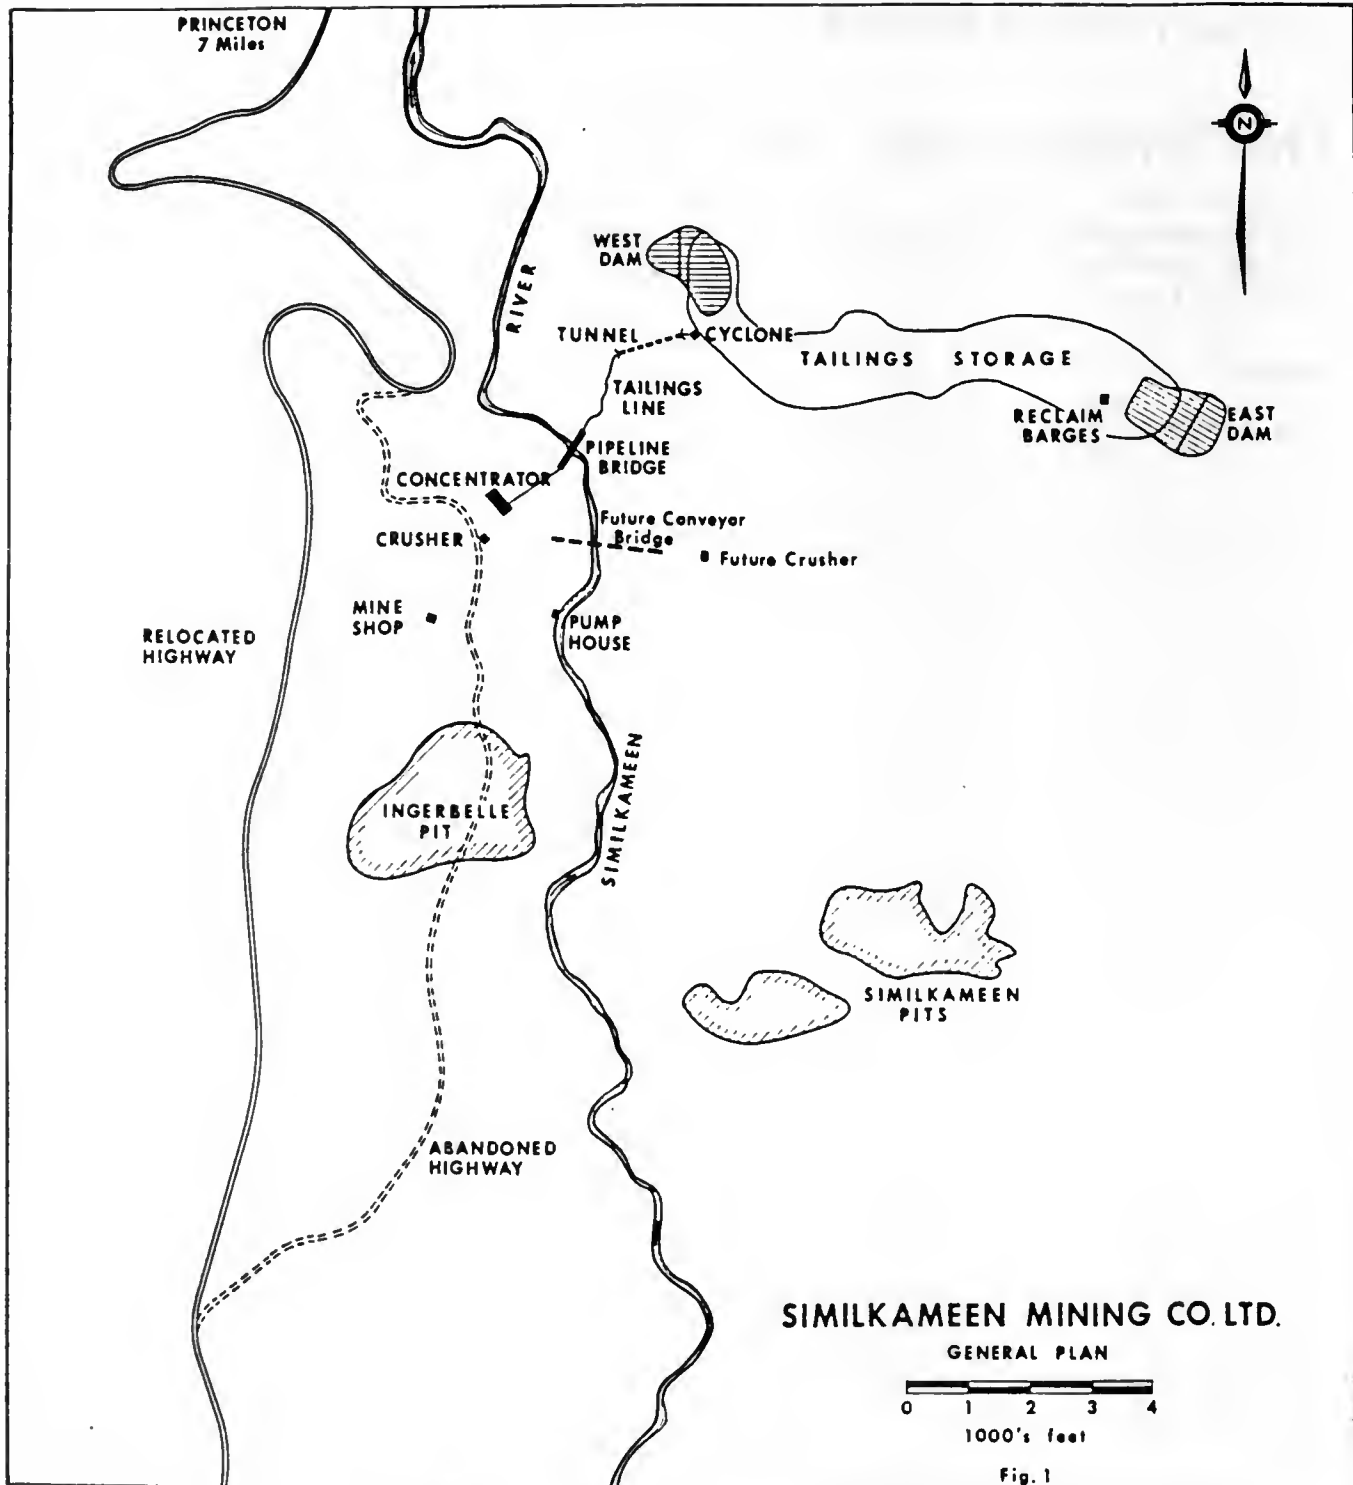 PRINCETON
7 Miles
N
WEST
DAM
RIVER
TUNNEL
CYCLONE
TAILINGS STORAGE
TAILINGS
LINE
RECLAIM
BARGES
EAST
DAM
PIPELINE
BRIDGE
CONCENTRATOR
Future Conveyor
Bridge
CRUSHER
Future Crusher
MINE
SHOP
PUMP
HOUSE
RELOCATED
HIGHWAY
SIMILKAMEEN
INGERBELLE
PIT
SIMILKAMEEN
PITS
ABANDONED
HIGHWAY
SIMILKAMEEN MINING CO. LTD.
GENERAL PLAN
0 1 2 3 4
1000's feet
Fig. 1